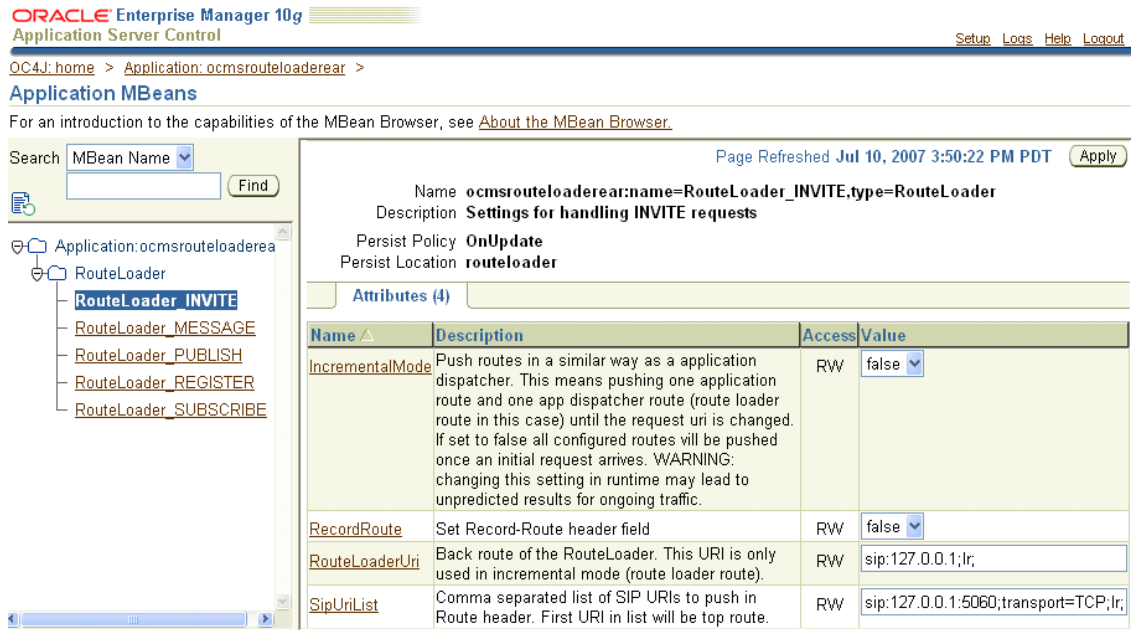 ORACLE Enterprise Manager 10g
Application Server Control
Setup Logs Help Logout
OC4J: home > Application: ocmsrouteloaderear >
Application MBeans
For an introduction to the capabilities of the MBean Browser, see About the MBean Browser.
Search MBean Name
Find
Application:ocmsrouteloaderea
RouteLoader
RouteLoader_INVITE
RouteLoader_MESSAGE
RouteLoader_PUBLISH
RouteLoader_REGISTER
RouteLoader_SUBSCRIBE
Page Refreshed Jul 10, 2007 3:50:22 PM PDT Apply
Name ocmsrouteloaderear:name=RouteLoader_INVITE,type=RouteLoader
Description Settings for handling INVITE requests
Persist Policy OnUpdate
Persist Location routeloader
Attributes (4)
Name Description Access Value
IncrementalMode Push routes in a similar way as a application RW false
dispatcher. This means pushing one application
route and one app dispatcher route (route loader
route in this case) until the request uri is changed.
If set to false all configured routes vill be pushed
once an initial request arrives. WARNING:
changing this setting in runtime may lead to
unpredicted results for ongoing traffic.
RecordRoute Set Record-Route header field RW false
RouteLoaderUri Back route of the RouteLoader. This URI is only RW sip:127.0.0.1;lr;
used in incremental mode (route loader route).
SipUriList Comma separated list of SIP URIs to push in RW sip:127.0.0.1:5060;transport=TCP;lr;
Route header. First URI in list will be top route.